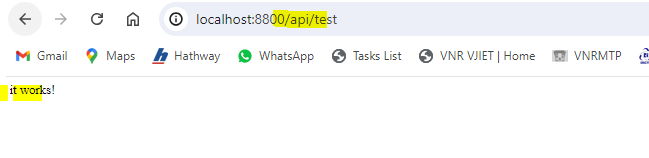 localhost:8800/api/test
Gmail Maps Hathway WhatsApp Tasks List VNR VJIET | Home VNRMTP
it works!